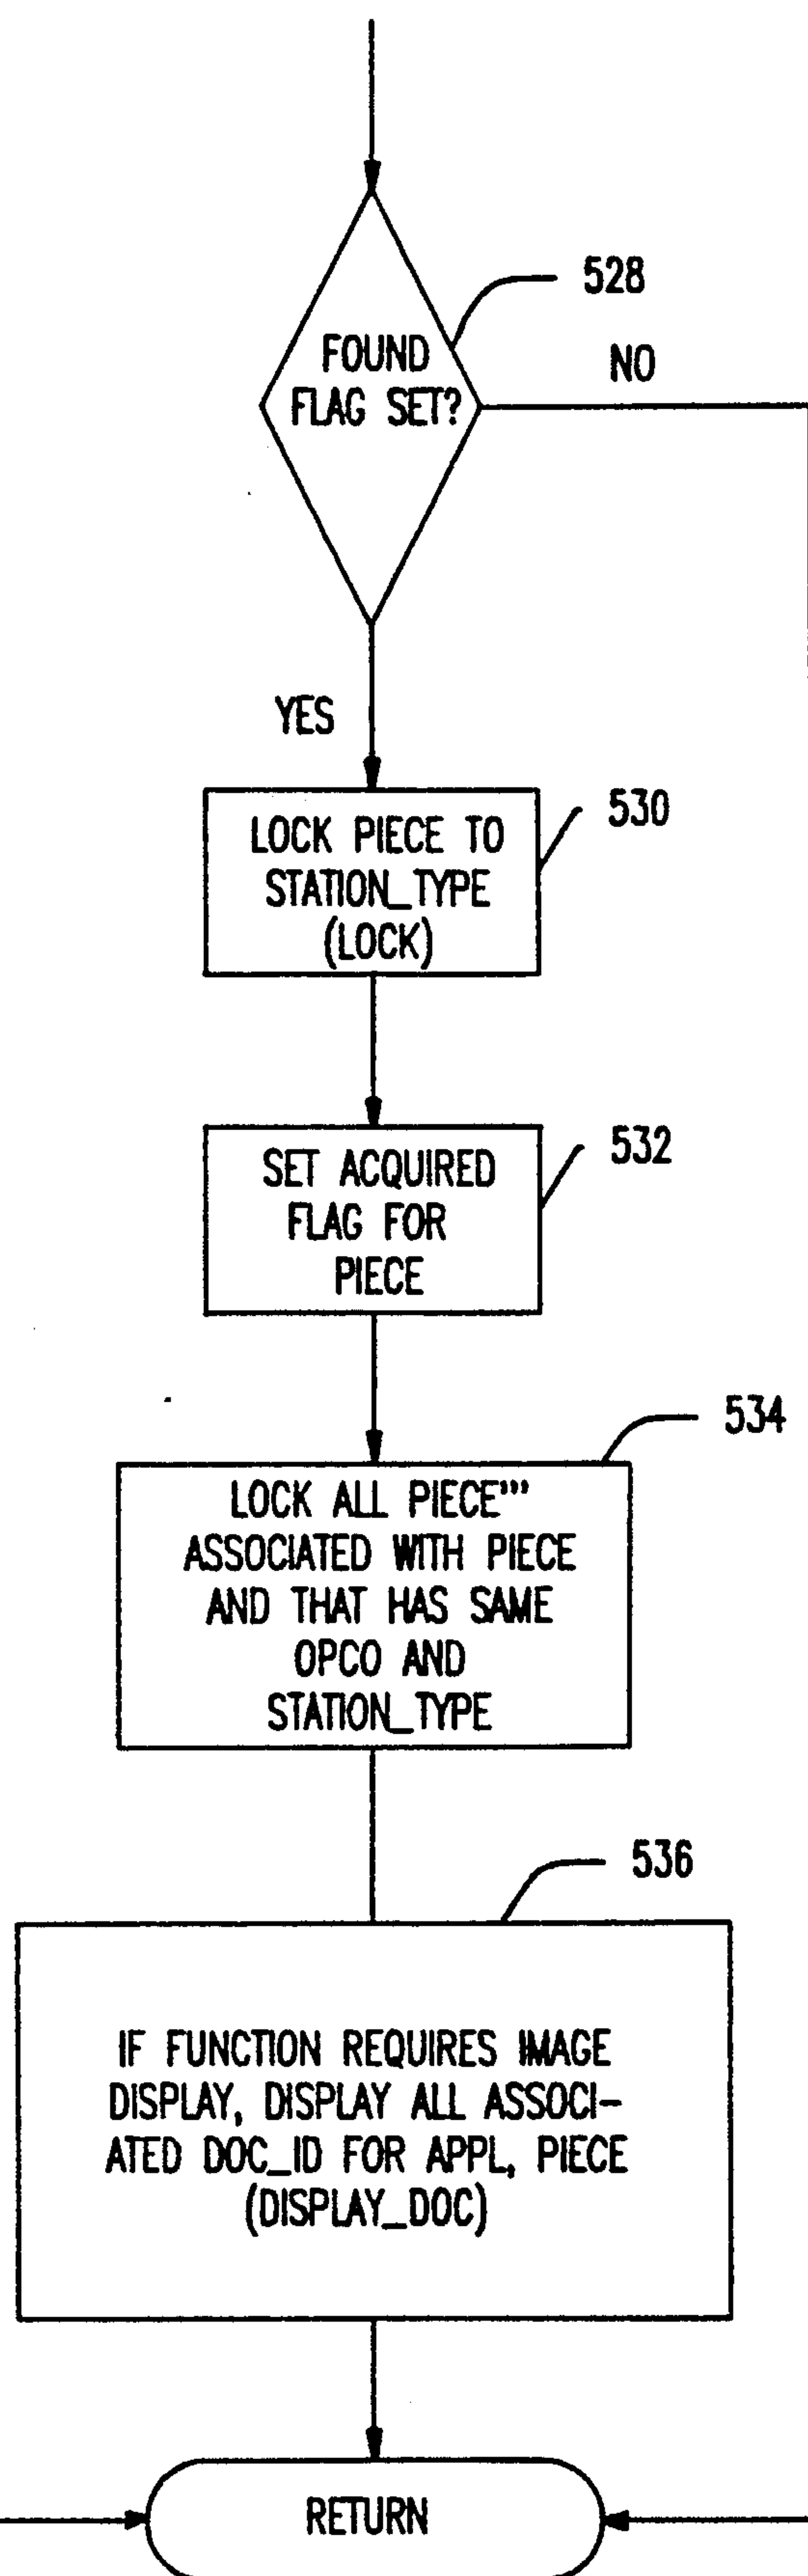 528
FOUND
FLAG SET?
NO
YES
530
LOCK PIECE TO
STATION_TYPE
(LOCK)
532
SET ACQUIRED
FLAG FOR
PIECE
534
LOCK ALL PIECE'''
ASSOCIATED WITH PIECE
AND THAT HAS SAME
OPCO AND
STATION_TYPE
536
IF FUNCTION REQUIRES IMAGE
DISPLAY, DISPLAY ALL ASSOCI-
ATED DOC_ID FOR APPL, PIECE
(DISPLAY_DOC)
RETURN